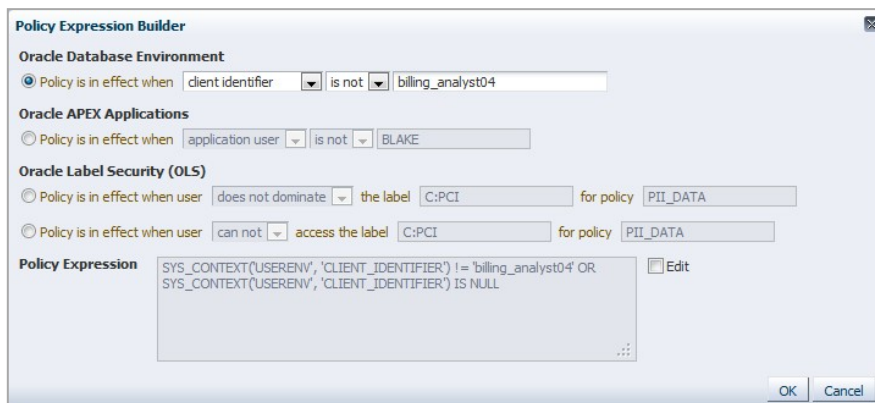 Policy Expression Builder
Oracle Database Environment
Policy is in effect when client identifier is not billing_analyst04
Oracle APEX Applications
Policy is in effect when application user is not BLAKE
Oracle Label Security (OLS)
Policy is in effect when user does not dominate the label C:PCI for policy PII_DATA
Policy is in effect when user can not access the label C:PCI for policy PII_DATA
Policy Expression SYS_CONTEXT('USERENV', 'CLIENT_IDENTIFIER') != 'billing_analyst04' OR Edit
SYS_CONTEXT('USERENV', 'CLIENT_IDENTIFIER') IS NULL
OK Cancel